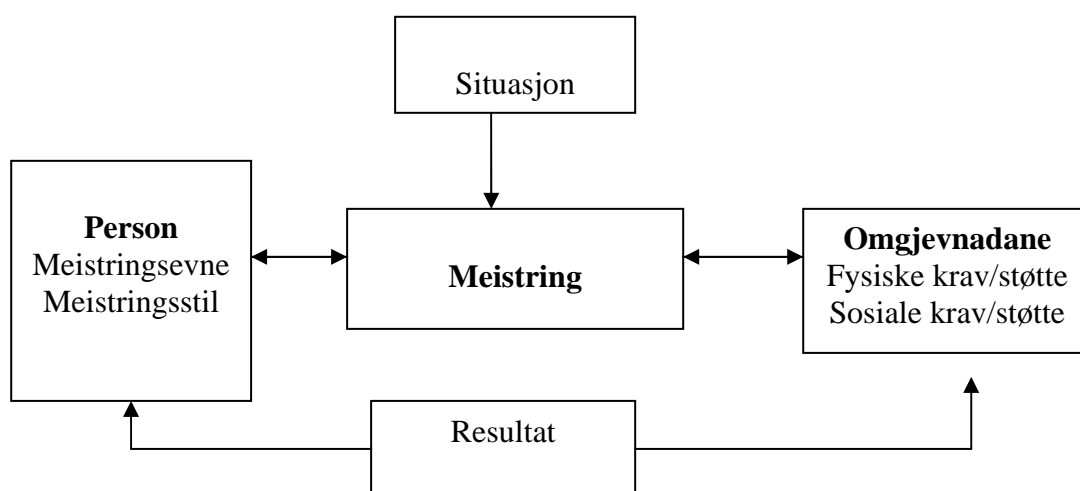 Situasjon
Person
Meistringsevne
Meistringsstil
Meistring
Omgjevnadane
Fysiske krav/støtte
Sosiale krav/støtte
Resultat